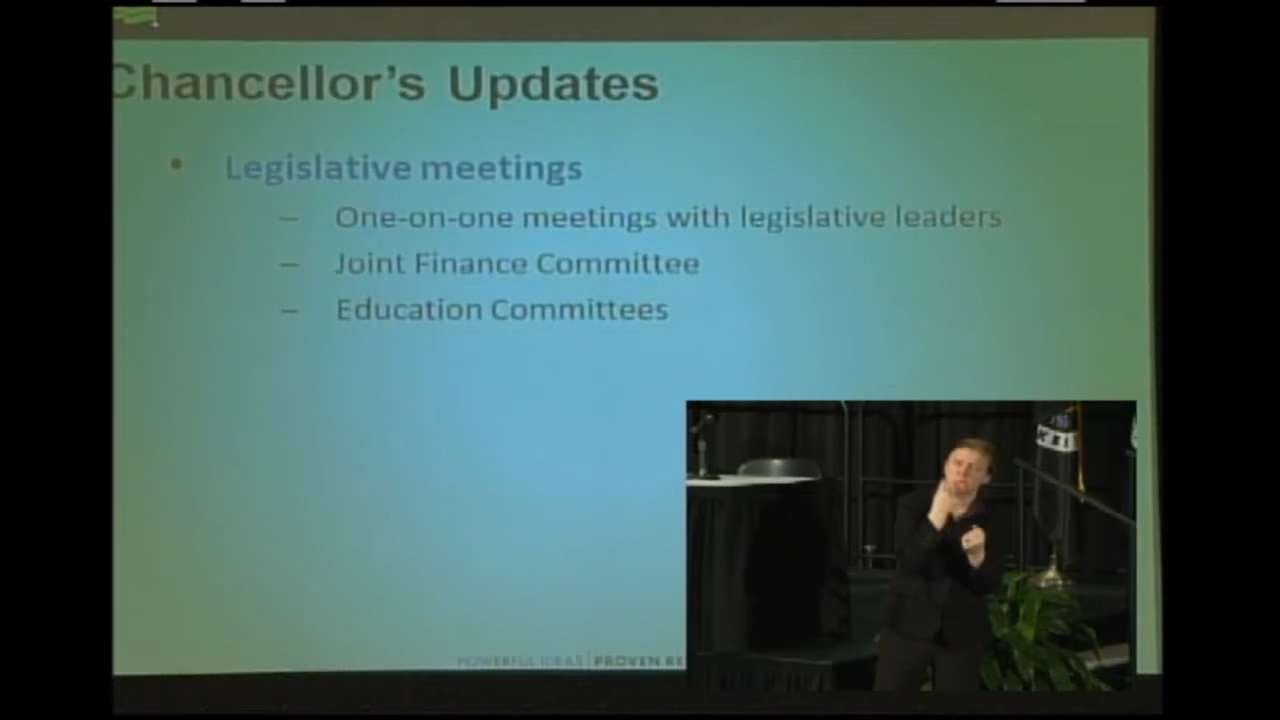 Chancellor's Updates
• Legislative meetings
– One-on-one meetings with legislative leaders
– Joint Finance Committee
– Education Committees
POWERFUL IDEAS | PROVEN RE